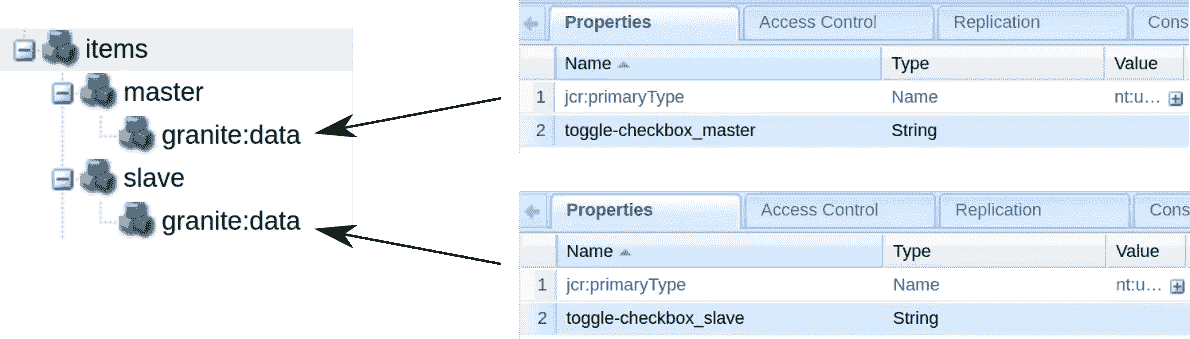 items
master
granite:data
slave
granite:data
Properties Access Control Replication Cons
Name Type Value
1 jcr:primaryType Name nt:u...
2 toggle-checkbox_master String
Properties Access Control Replication Cons
Name Type Value
1 jcr:primaryType Name nt:u...
2 toggle-checkbox_slave String